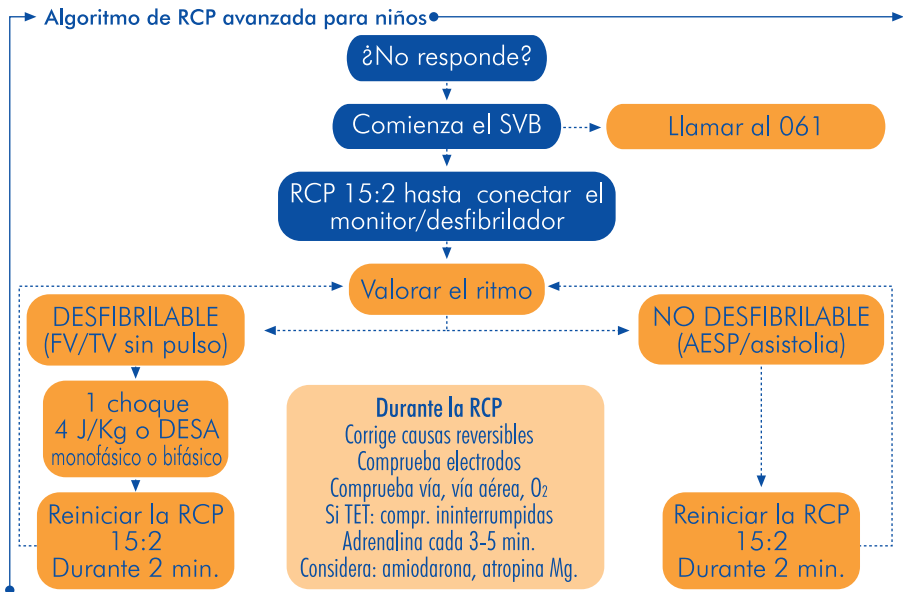 Algoritmo de RCP avanzada para niños
¿No responde?
Comienza el SVB
Llamar al 061
RCP 15:2 hasta conectar el
monitor/desfibrilador
Valorar el ritmo
DESFIBRILABLE
(FV/TV sin pulso)
NO DESFIBRILABLE
(AESP/asistolia)
1 choque
4 J/Kg o DESA
monofásico o bifásico
Durante la RCP
Corrige causas reversibles
Comprueba electrodos
Comprueba vía, vía aérea, O₂
Si TET: compr. ininterrumpidas
Adrenalina cada 3-5 min.
Considera: amiodarona, atropina Mg.
Reiniciar la RCP
15:2
Durante 2 min.
Reiniciar la RCP
15:2
Durante 2 min.